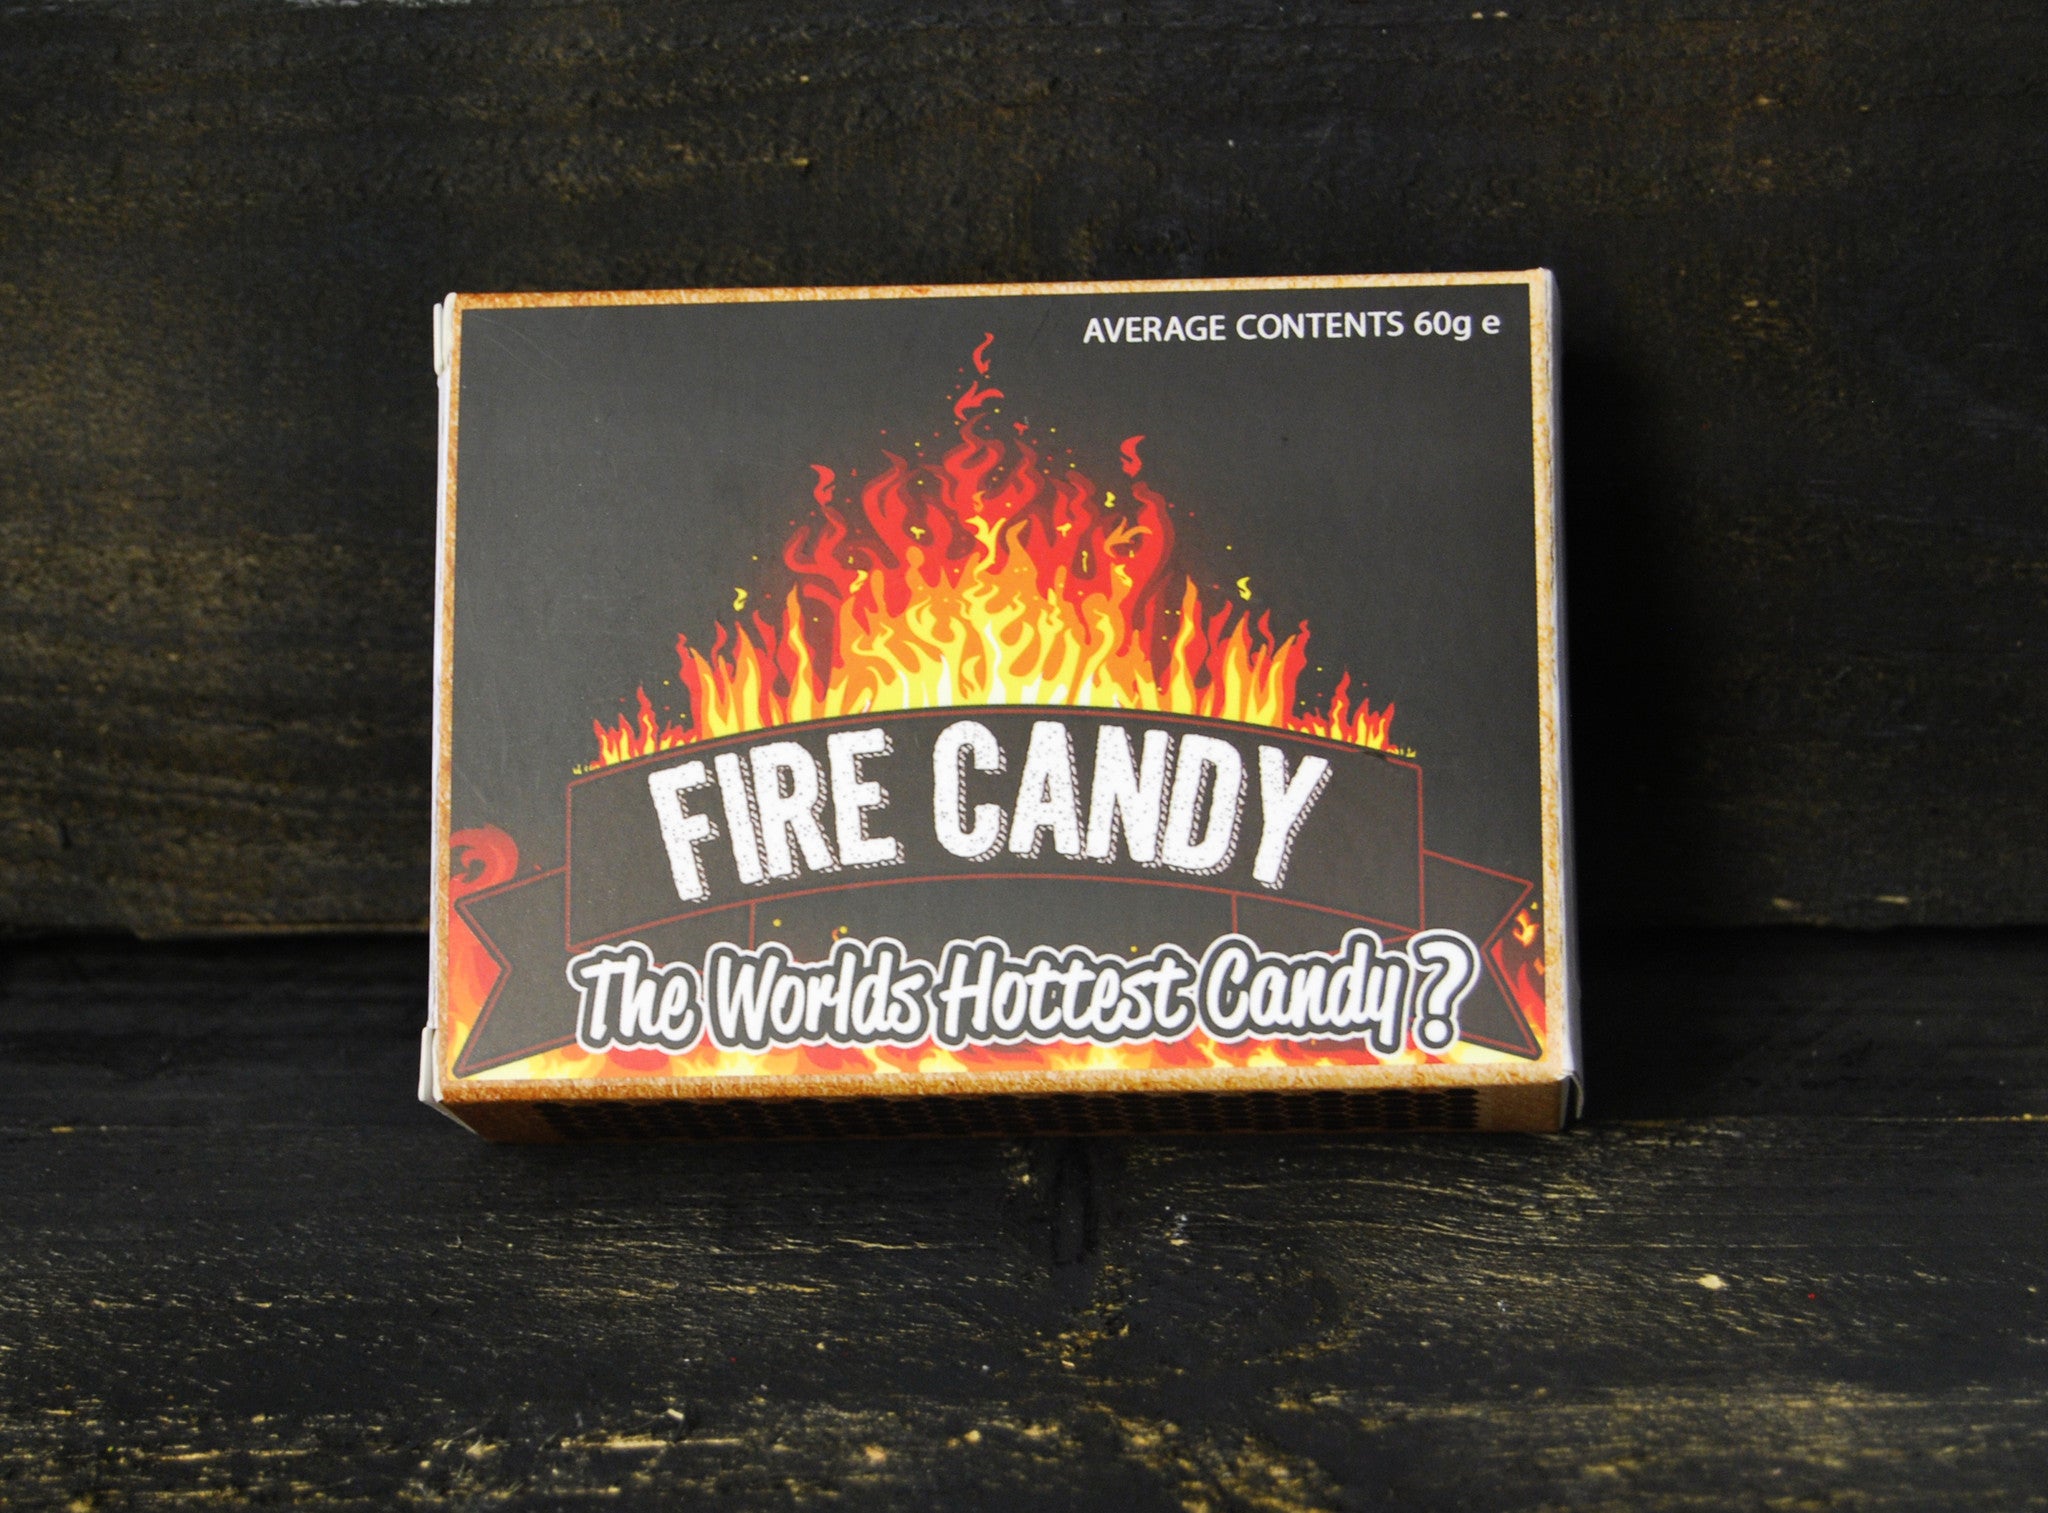 AVERAGE CONTENTS 60g e
FIRE CANDY
The Worlds Hottest Candy?